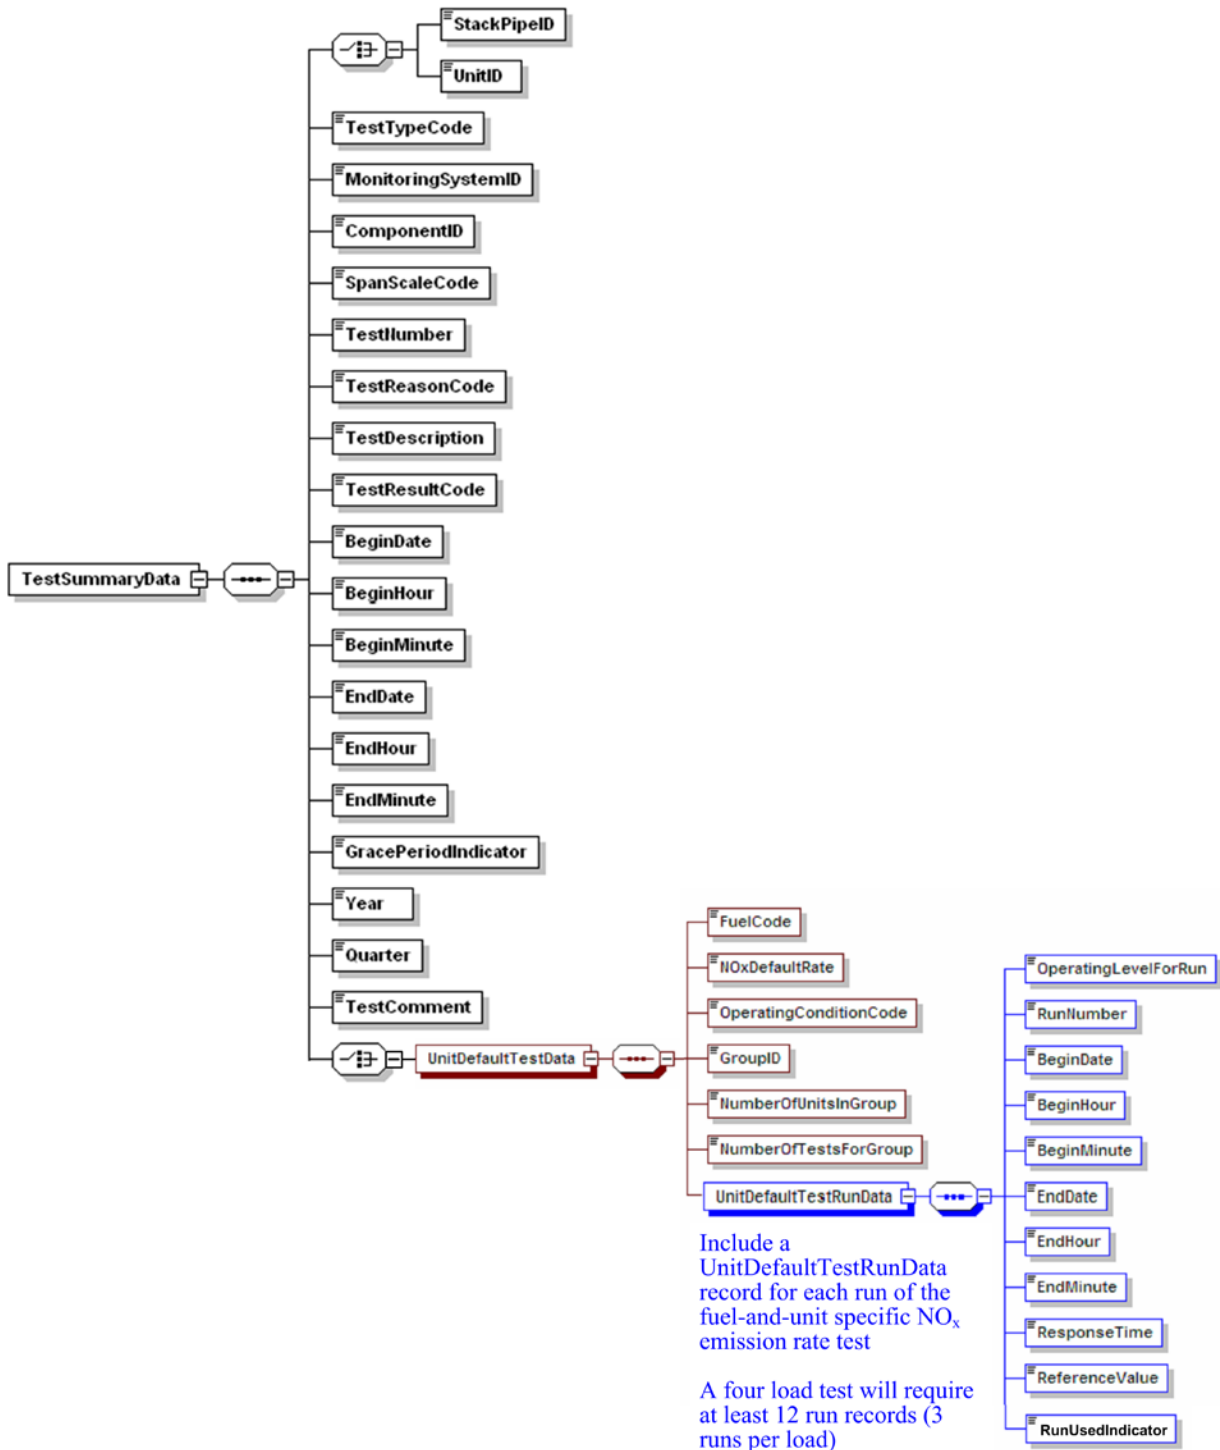 StackPipeID
UnitID
TestTypeCode
MonitoringSystemID
ComponentID
SpanScaleCode
TestNumber
TestReasonCode
TestDescription
TestResultCode
BeginDate
TestSummaryData
BeginHour
BeginMinute
EndDate
EndHour
EndMinute
GracePeriodIndicator
Year
Quarter
TestComment
UnitDefaultTestData
FuelCode
NOxDefaultRate
OperatingConditionCode
GroupID
NumberOfUnitsInGroup
NumberOfTestsForGroup
UnitDefaultTestRunData
OperatingLevelForRun
RunNumber
BeginDate
BeginHour
BeginMinute
EndDate
EndHour
EndMinute
ResponseTime
ReferenceValue
RunUsedIndicator
Include a
UnitDefaultTestRunData
record for each run of the
fuel-and-unit specific NOx
emission rate test
A four load test will require
at least 12 run records (3
runs per load)